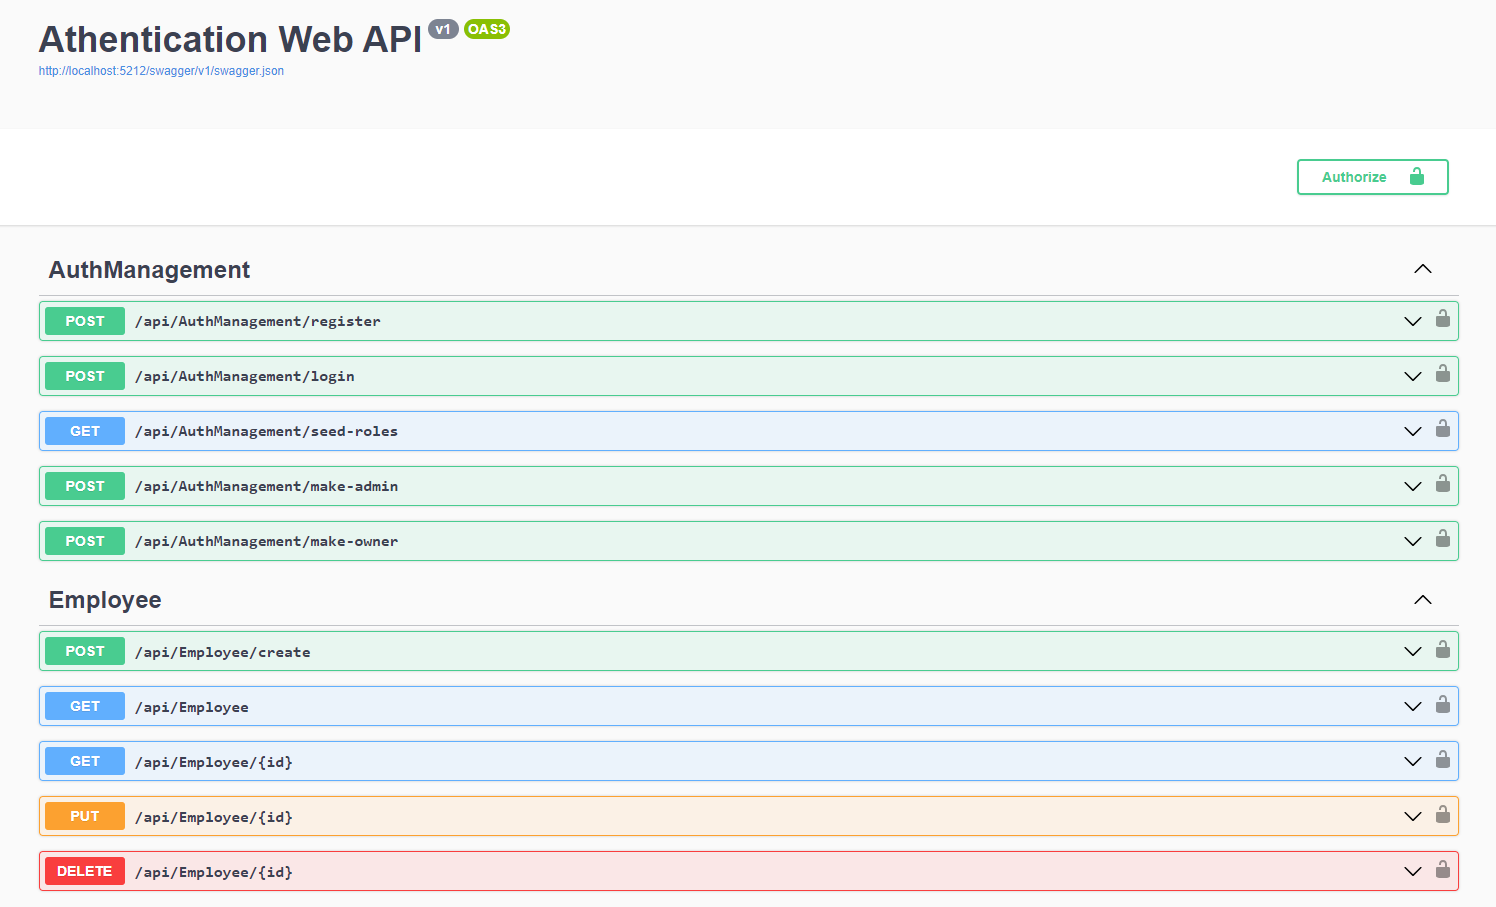 Athentication Web API v1 OAS3
http://localhost:5212/swagger/v1/swagger.json
Authorize
AuthManagement
POST /api/AuthManagement/register
POST /api/AuthManagement/login
GET /api/AuthManagement/seed-roles
POST /api/AuthManagement/make-admin
POST /api/AuthManagement/make-owner
Employee
POST /api/Employee/create
GET /api/Employee
GET /api/Employee/{id}
PUT /api/Employee/{id}
DELETE /api/Employee/{id}